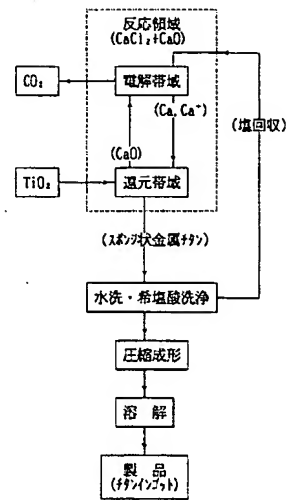 反応領域
(CaCl₂+CaO)
CO₂
電解帯域
(Ca, Ca⁺)
(塩回収)
(CaO)
TiO₂
還元帯域
(スポンジ状金属チタン)
水洗・希塩酸洗浄
圧縮成形
溶解
製品
(チタンインゴット)